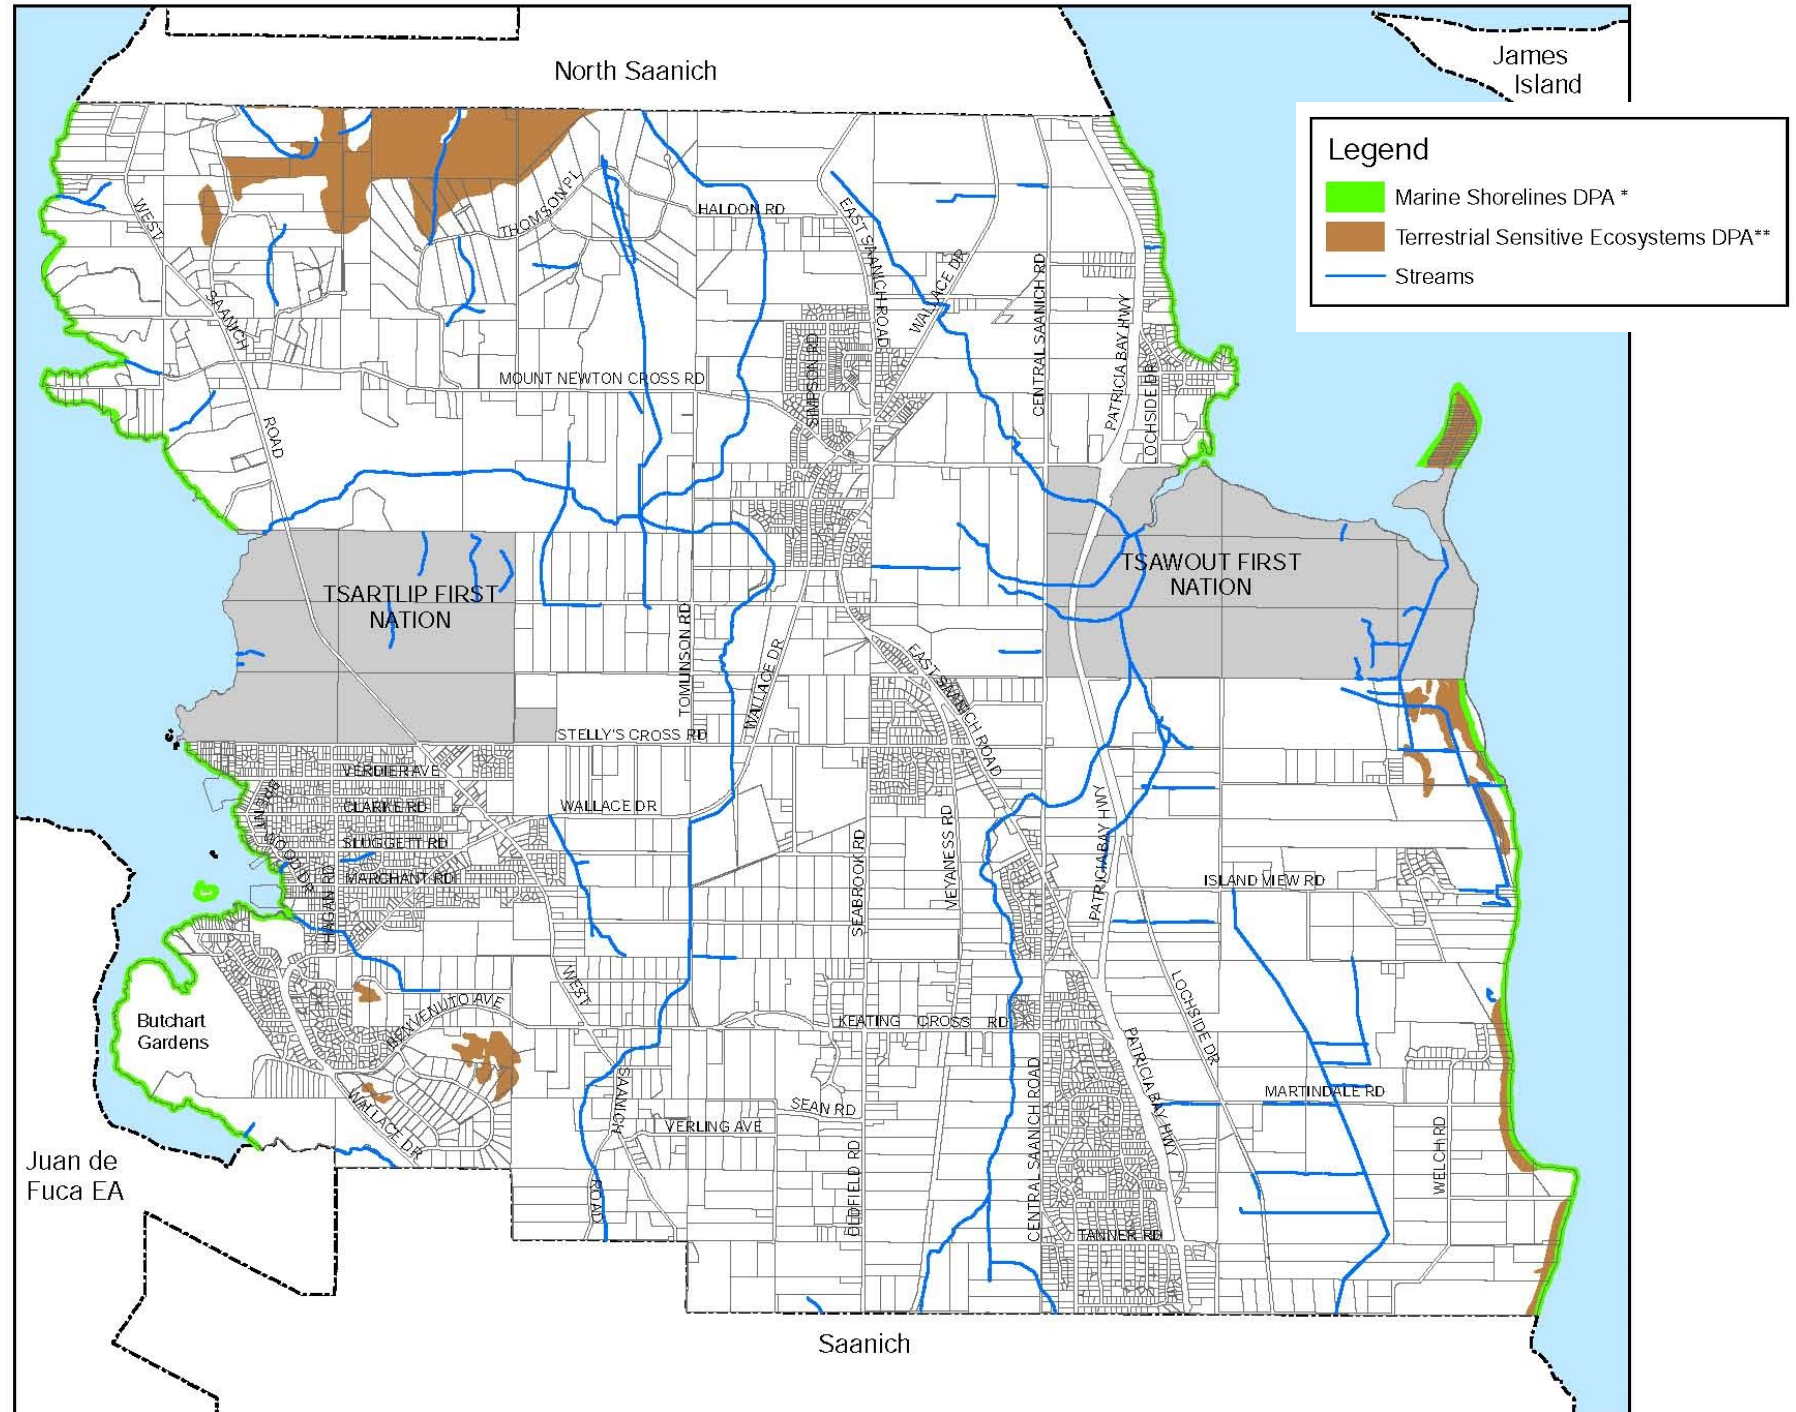 North Saanich
James
Island
Legend
Marine Shorelines DPA *
Terrestrial Sensitive Ecosystems DPA**
Streams
WEST
SAANICH
ROAD
THOMSON PL
HALDON RD
EAST SAANICH ROAD
WALLACE DR
CENTRAL SAANICH RD
PATRICIA BAY HWY
LOCHSIDE DR
SIMPSON RD
MOUNT NEWTON CROSS RD
TSARTLIP FIRST
NATION
TSAWOUT FIRST
NATION
TOMLINSON RD
WALLACE DR
EAST SAANICH ROAD
STELLY'S CROSS RD
VERDIER AVE
CLARKE RD
SLUGGETT RD
MARCHANT RD
BRENTWOOD DR
HAGAN RD
WALLACE DR
SEABROOK RD
VEYANESS RD
PATRICIA BAY HWY
ISLAND VIEW RD
Butchart
Gardens
BENVENUTO AVE
WEST
SAANICH
ROAD
KEATING CROSS RD
LOCHSIDE DR
PATRICIA BAY HWY
MARTINDALE RD
WALLACE DR
SEAN RD
VERLING AVE
OLDFIELD RD
CENTRAL SAANICH ROAD
WELCH RD
TANNER RD
Juan de
Fuca EA
Saanich